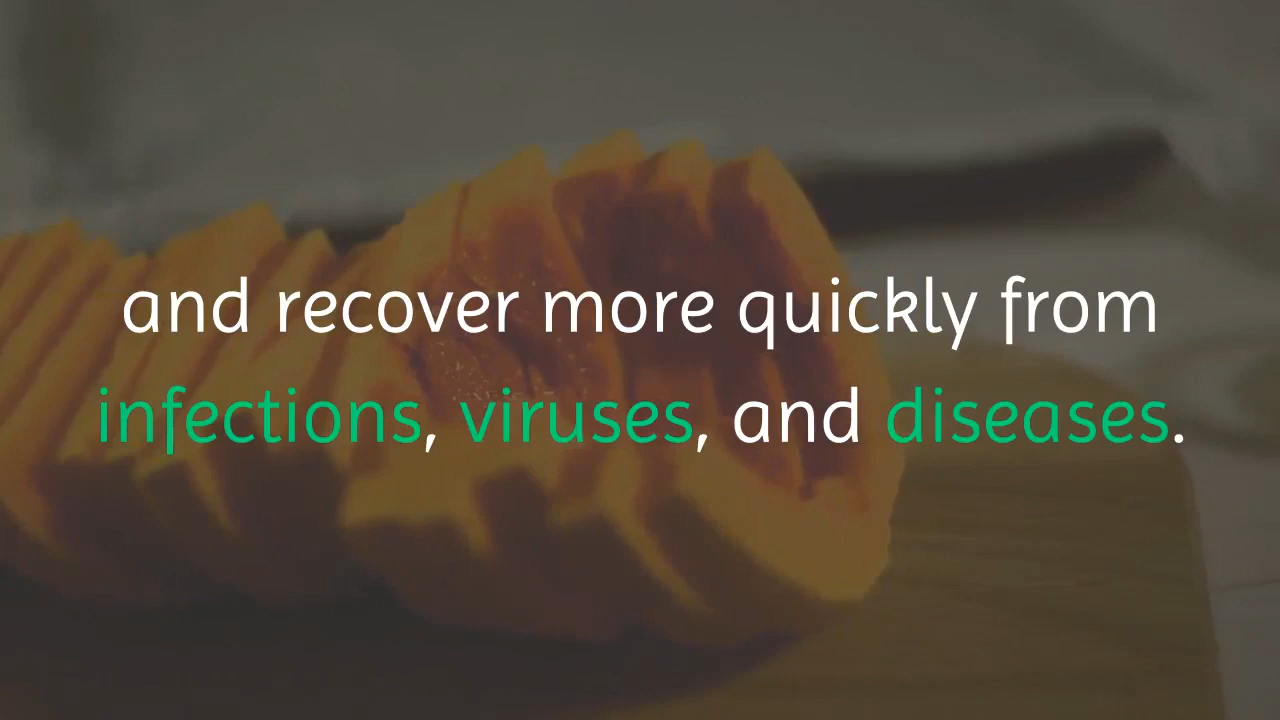 and recover more quickly from
infections, viruses, and diseases.